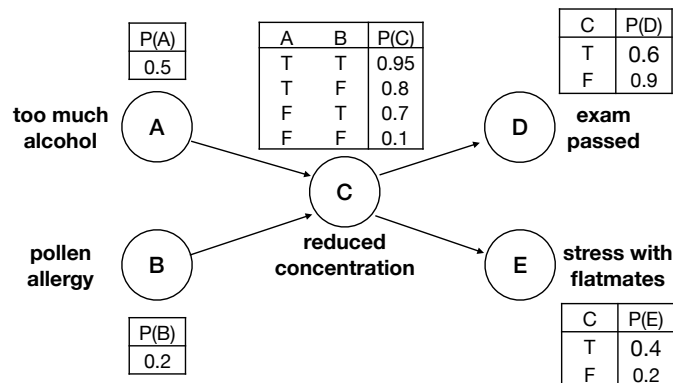 P(A)
0.5
A B P(C)
T T 0.95
T F 0.8
F T 0.7
F F 0.1
C P(D)
T 0.6
F 0.9
too much
alcohol
A
D
exam
passed
C
reduced
concentration
pollen
allergy
B
E
stress with
flatmates
P(B)
0.2
C P(E)
T 0.4
F 0.2